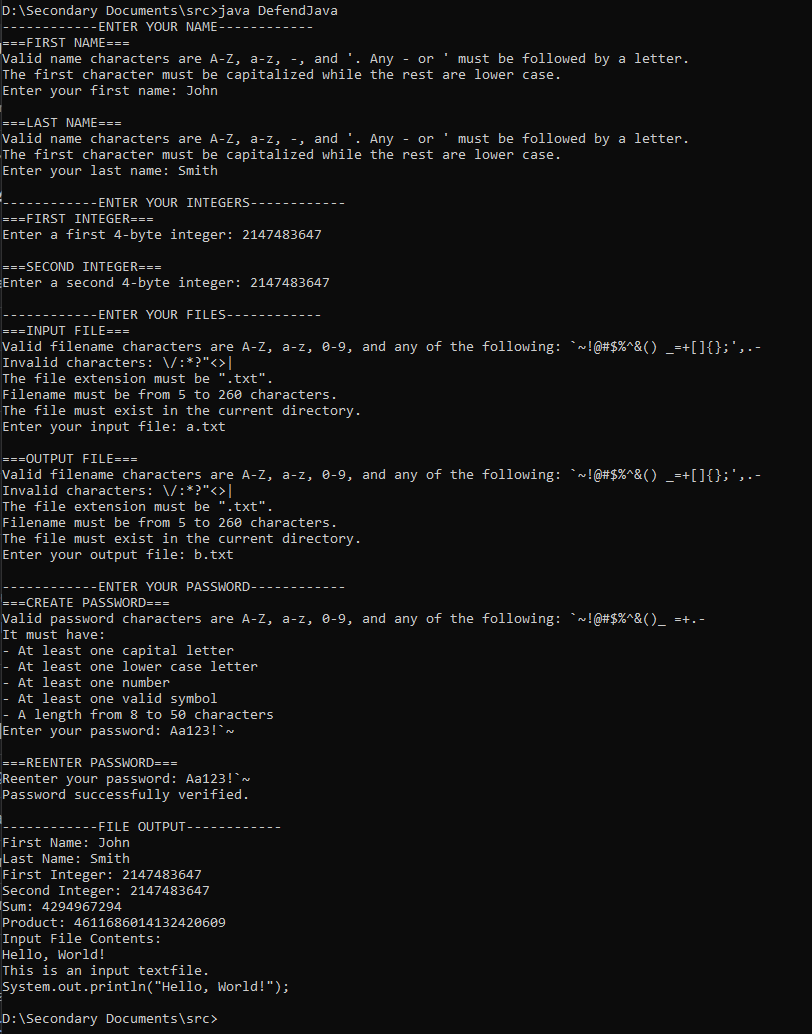 D:\Secondary Documents\src>java DefendJava
------------ENTER YOUR NAME------------
===FIRST NAME===
Valid name characters are A-Z, a-z, -, and '. Any - or ' must be followed by a letter.
The first character must be capitalized while the rest are lower case.
Enter your first name: John

===LAST NAME===
Valid name characters are A-Z, a-z, -, and '. Any - or ' must be followed by a letter.
The first character must be capitalized while the rest are lower case.
Enter your last name: Smith

------------ENTER YOUR INTEGERS------------
===FIRST INTEGER===
Enter a first 4-byte integer: 2147483647

===SECOND INTEGER===
Enter a second 4-byte integer: 2147483647

------------ENTER YOUR FILES------------
===INPUT FILE===
Valid filename characters are A-Z, a-z, 0-9, and any of the following: `~!@#$%^&() _=+[]{};',.-
Invalid characters: \/:*?"<>|
The file extension must be ".txt".
Filename must be from 5 to 260 characters.
The file must exist in the current directory.
Enter your input file: a.txt

===OUTPUT FILE===
Valid filename characters are A-Z, a-z, 0-9, and any of the following: `~!@#$%^&() _=+[]{};',.-
Invalid characters: \/:*?"<>|
The file extension must be ".txt".
Filename must be from 5 to 260 characters.
The file must exist in the current directory.
Enter your output file: b.txt

------------ENTER YOUR PASSWORD------------
===CREATE PASSWORD===
Valid password characters are A-Z, a-z, 0-9, and any of the following: `~!@#$%^&()_ =+.-
It must have:
- At least one capital letter
- At least one lower case letter
- At least one number
- At least one valid symbol
- A length from 8 to 50 characters
Enter your password: Aa123!`~

===REENTER PASSWORD===
Reenter your password: Aa123!`~
Password successfully verified.

------------FILE OUTPUT------------
First Name: John
Last Name: Smith
First Integer: 2147483647
Second Integer: 2147483647
Sum: 4294967294
Product: 4611686014132420609
Input File Contents:
Hello, World!
This is an input textfile.
System.out.println("Hello, World!");

D:\Secondary Documents\src>